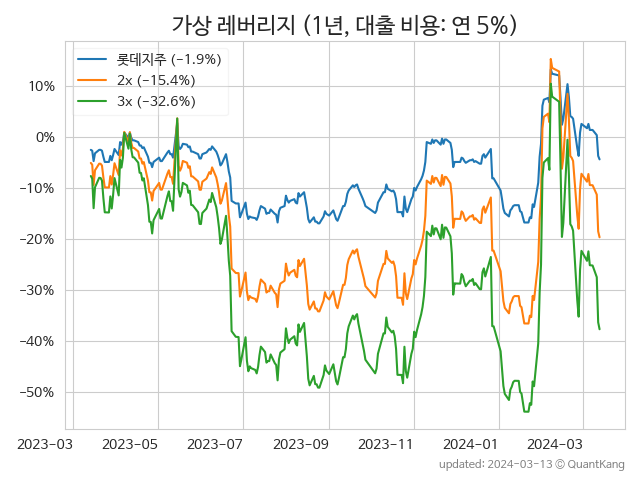 가상 레버리지 (1년, 대출 비용: 연 5%)
롯데지주 (−1.9%)
2x (−15.4%)
3x (−32.6%)
10%
0%
−10%
−20%
−30%
−40%
−50%
2023-03 2023-05 2023-07 2023-09 2023-11 2024-01 2024-03
updated: 2024-03-13 © QuantKang